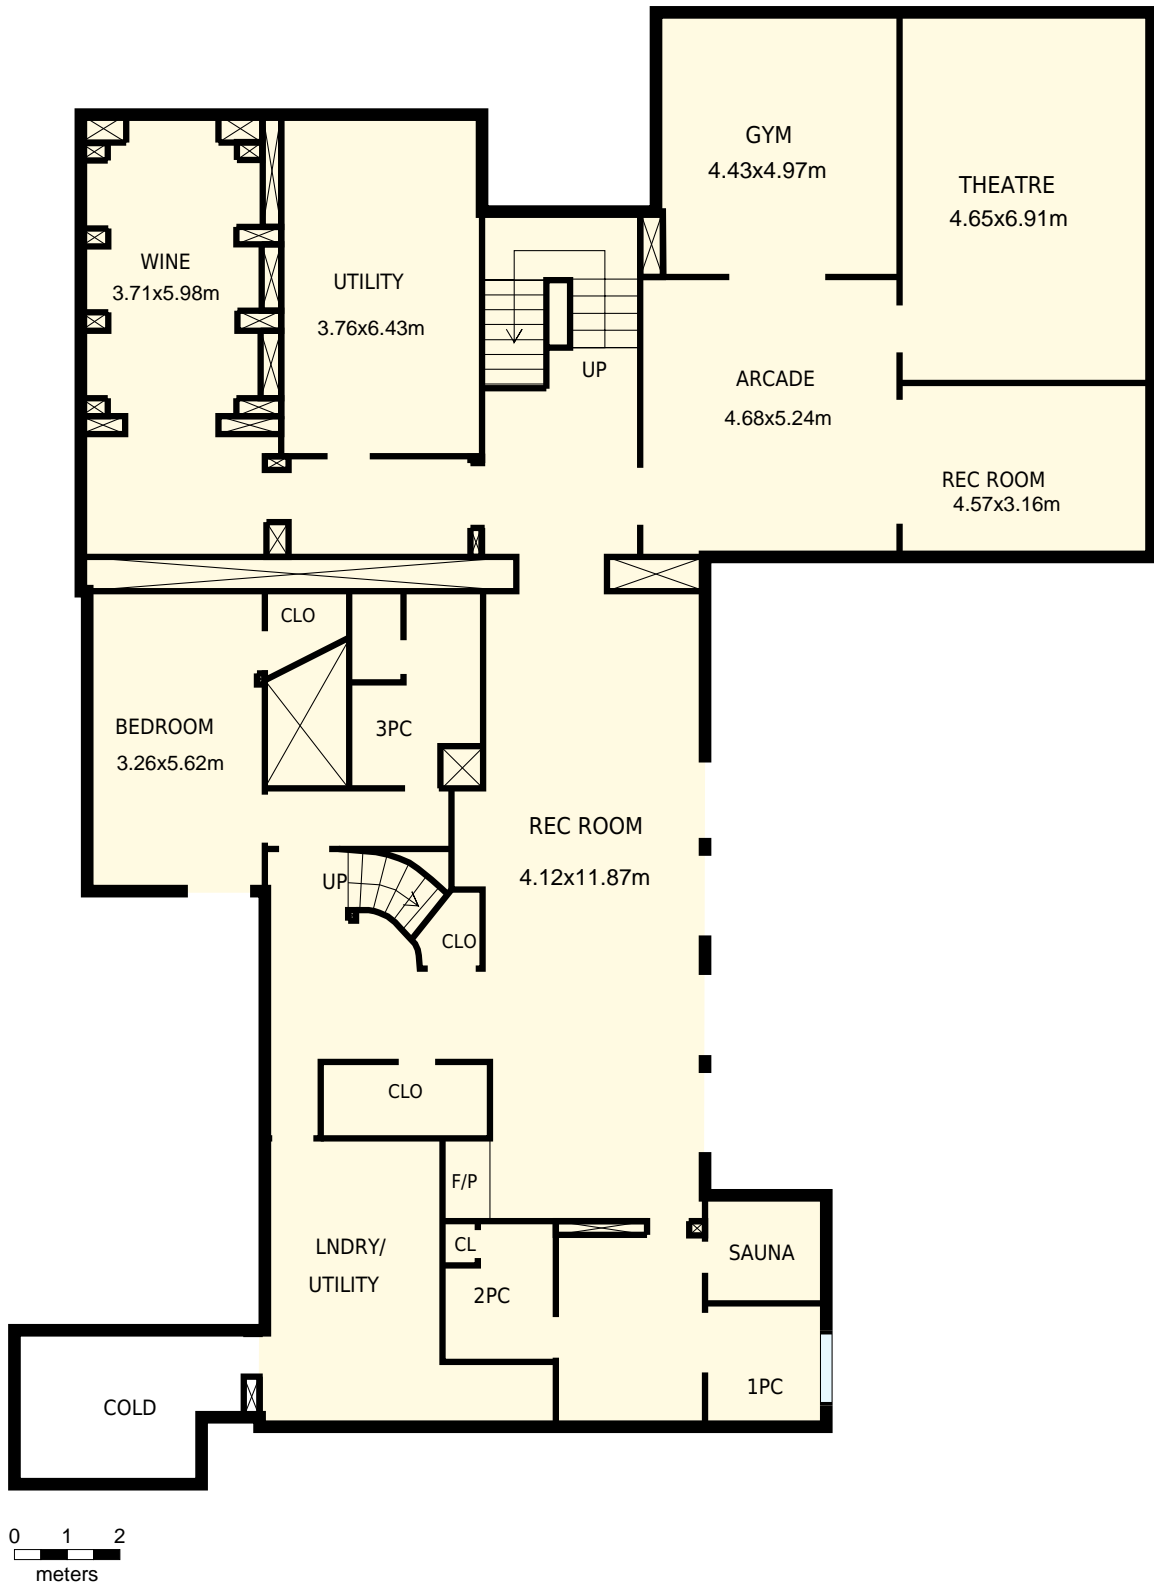 GYM
4.43x4.97m
THEATRE
4.65x6.91m
WINE
3.71x5.98m
UTILITY
3.76x6.43m
UP
ARCADE
4.68x5.24m
REC ROOM
4.57x3.16m
CLO
BEDROOM
3.26x5.62m
3PC
REC ROOM
4.12x11.87m
UP
CLO
CLO
F/P
LNDRY/
UTILITY
CL
2PC
SAUNA
1PC
COLD
0 1 2
meters